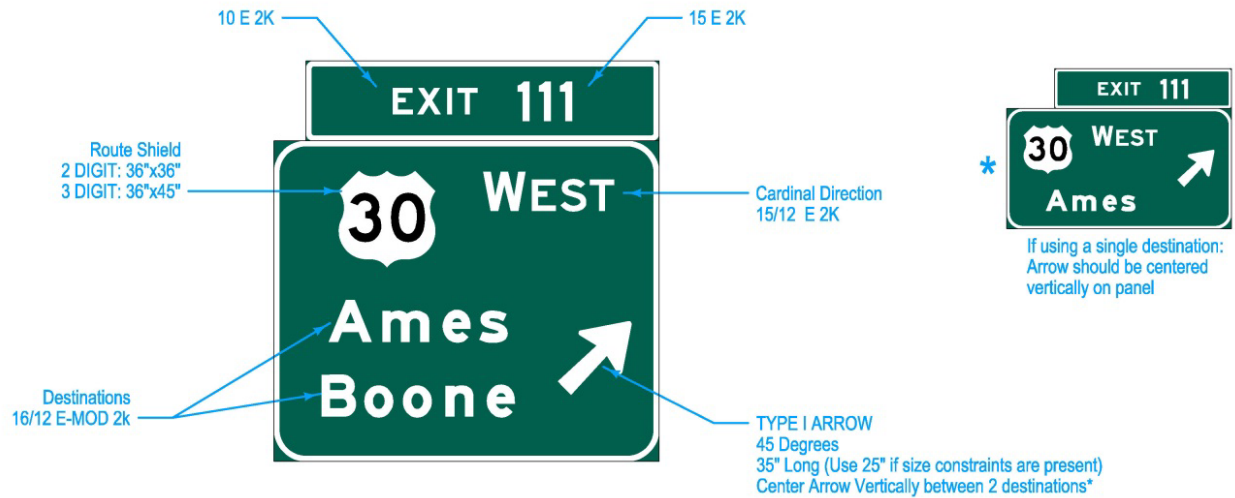 10 E 2K
15 E 2K
EXIT 111
Route Shield
2 DIGIT: 36"x36"
3 DIGIT: 36"x45"
30
WEST
Cardinal Direction
15/12 E 2K
Ames
Boone
Destinations
16/12 E-MOD 2k
TYPE I ARROW
45 Degrees
35" Long (Use 25" if size constraints are present)
Center Arrow Vertically between 2 destinations*
EXIT 111
*
30
WEST
Ames
If using a single destination:
Arrow should be centered
vertically on panel